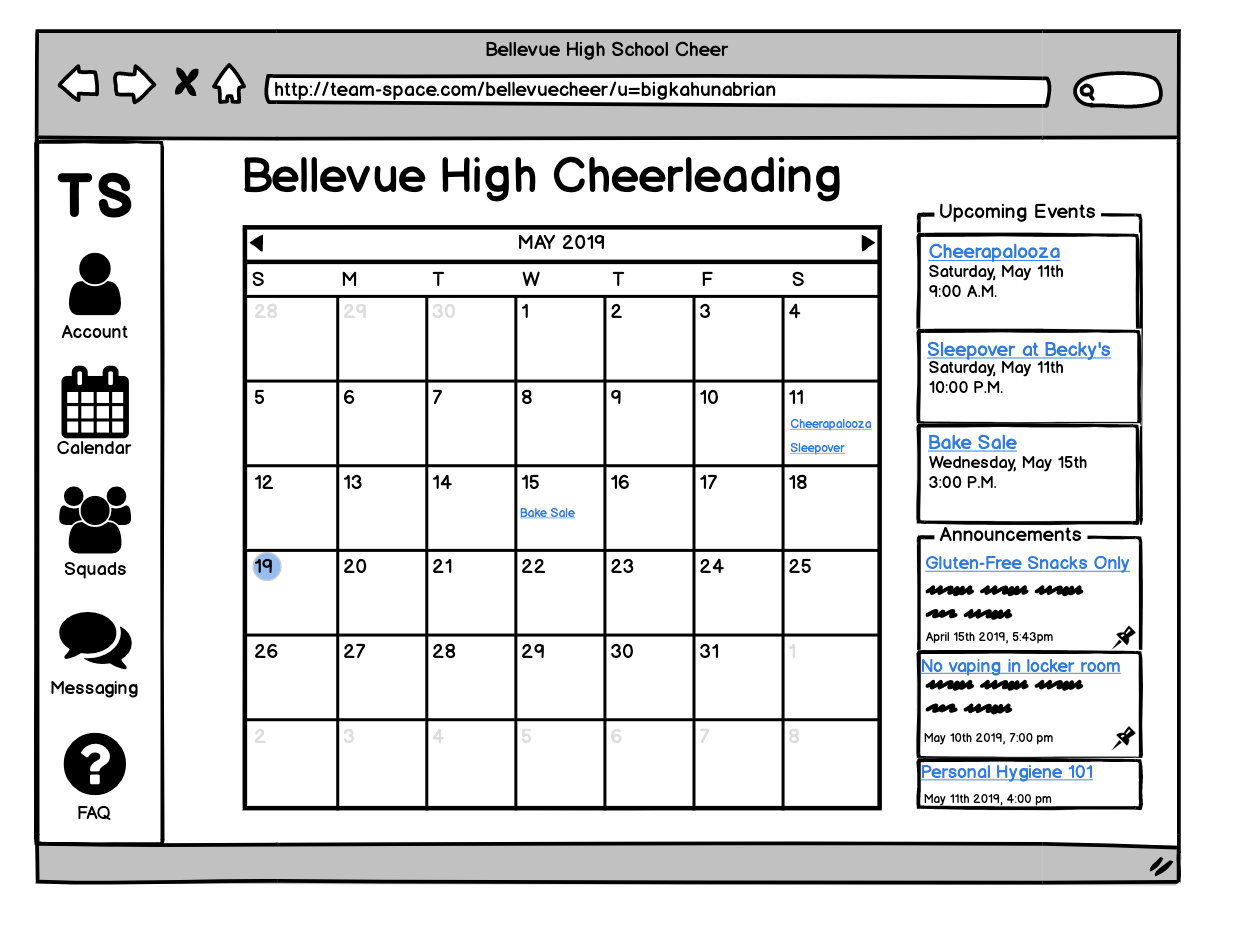 Bellevue High School Cheer
http://team-space.com/bellevuecheer/u=bigkahunabrian
TS
Account
Calendar
Squads
Messaging
FAQ
Bellevue High Cheerleading
MAY 2019
S M T W T F S
28 29 30 1 2 3 4
5 6 7 8 9 10 11
Cheerapalooza
Sleepover
12 13 14 15 16 17 18
Bake Sale
19 20 21 22 23 24 25
26 27 28 29 30 31 1
2 3 4 5 6 7 8
Upcoming Events
Cheerapalooza
Saturday, May 11th
9:00 A.M.
Sleepover at Becky's
Saturday, May 11th
10:00 P.M.
Bake Sale
Wednesday, May 15th
3:00 P.M.
Announcements
Gluten-Free Snacks Only
April 15th 2019, 5:43pm
No vaping in locker room
May 10th 2019, 7:00 pm
Personal Hygiene 101
May 11th 2019, 4:00 pm